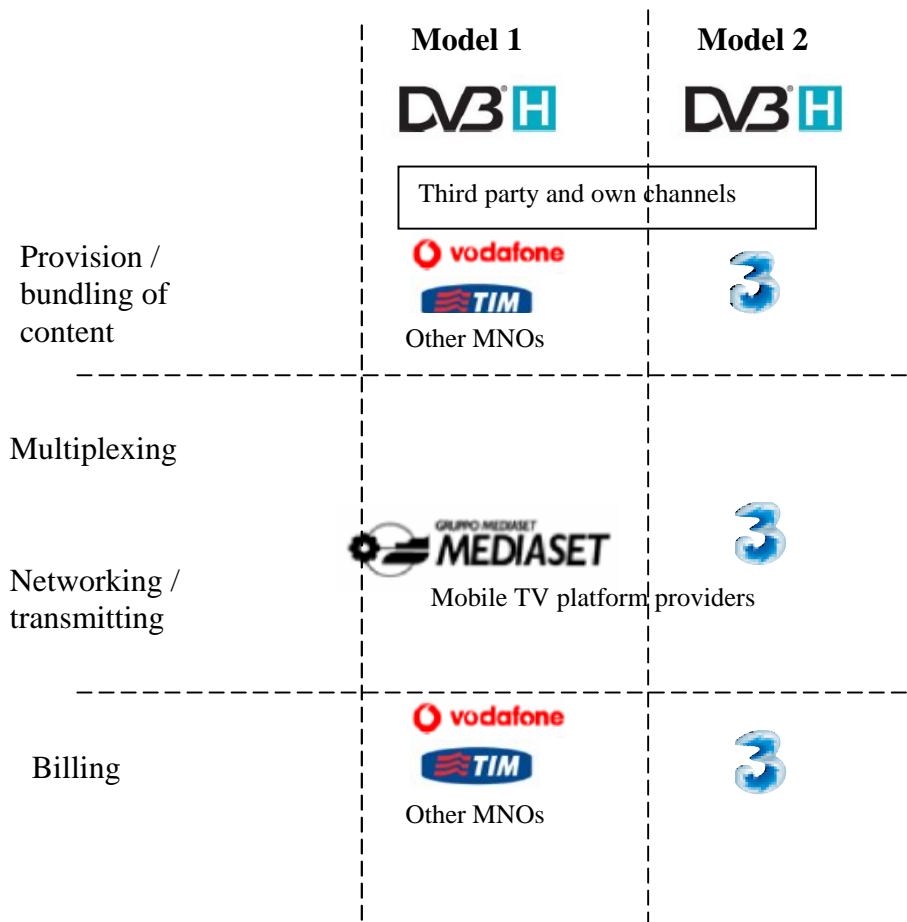 Model 1
Model 2
DVB H
DVB H
Third party and own channels
Provision /
bundling of
content
vodafone
TIM
Other MNOs
3
Multiplexing
GRUPPO MEDIASET
MEDIASET
3
Networking /
transmitting
Mobile TV platform providers
Billing
vodafone
TIM
Other MNOs
3